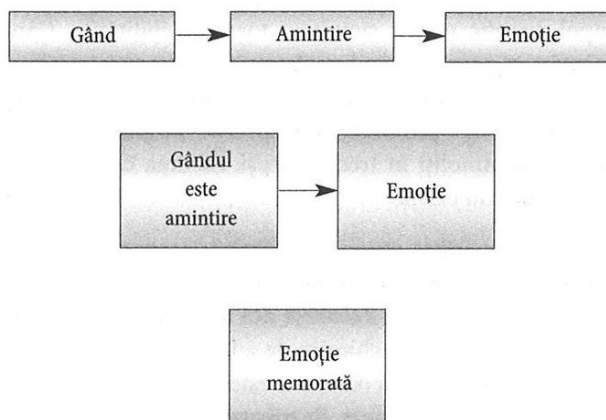 Gând
Amintire
Emoție
Gândul
este
amintire
Emoție
Emoție
memorată